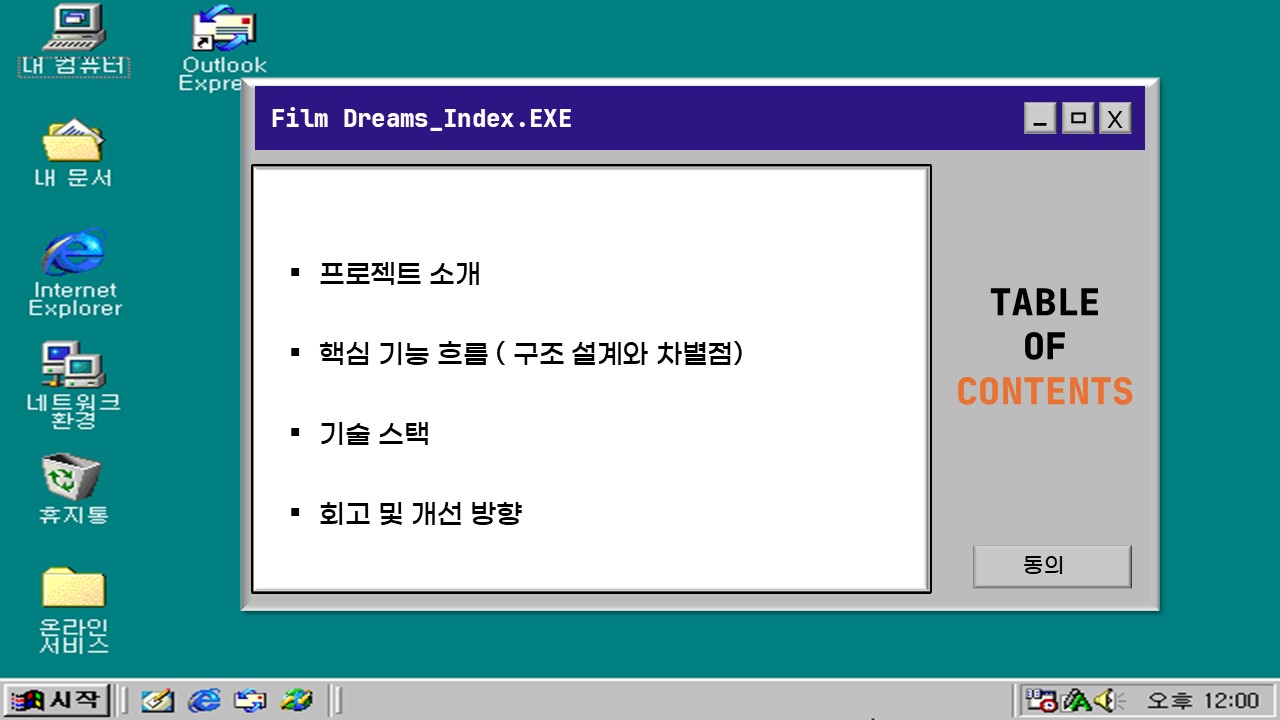 내 컴퓨터
Outlook
Expre
내 문서
Internet
Explorer
네트워크
환경
휴지통
온라인
서비스
Film Dreams_Index.EXE
▪ 프로젝트 소개
▪ 핵심 기능 흐름 ( 구조 설계와 차별점)
▪ 기술 스택
▪ 회고 및 개선 방향
TABLE
OF
CONTENTS
동의
시작
오후 12:00